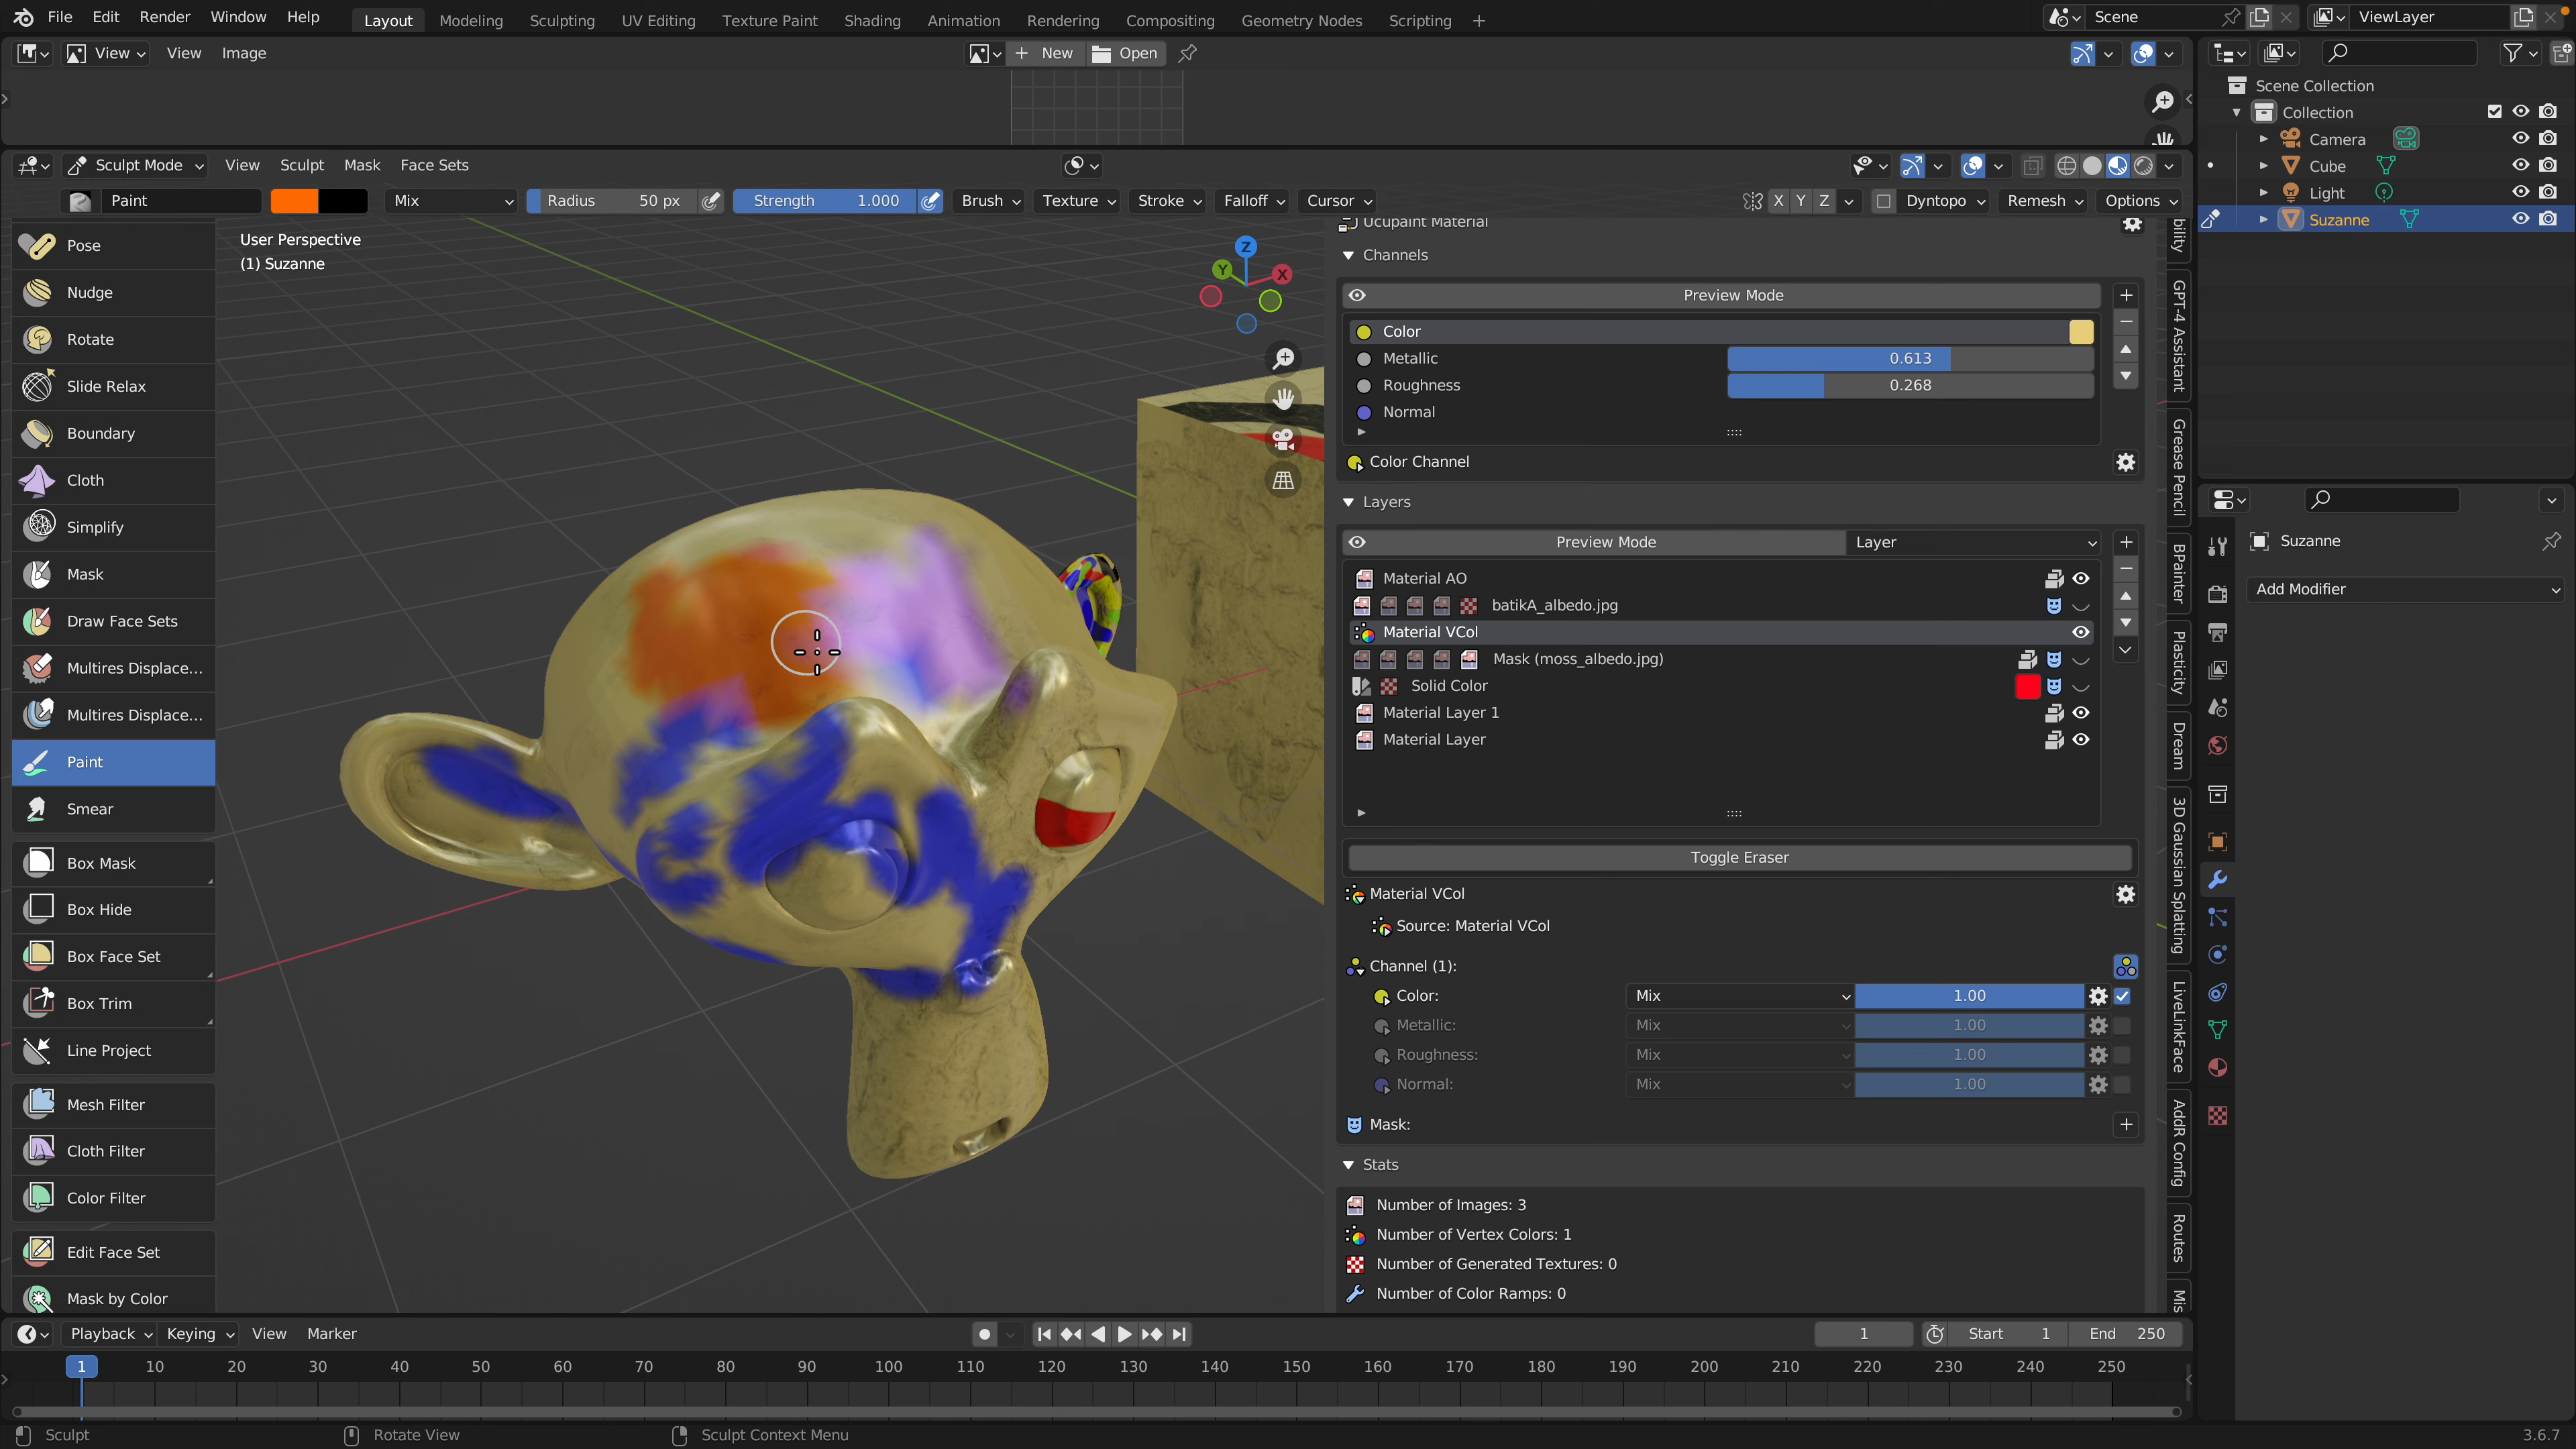 File Edit Render Window Help Layout Modeling Sculpting UV Editing Texture Paint Shading Animation Rendering Compositing Geometry Nodes Scripting + Scene ViewLayer
View View Image New Open
Scene Collection
Collection
Camera
Cube
Light
Suzanne
Sculpt Mode View Sculpt Mask Face Sets
Paint Mix Radius 50 px Strength 1.000 Brush Texture Stroke Falloff Cursor X Y Z Dyntopo Remesh Options
User Perspective
(1) Suzanne
Z
Y
X
Pose
Nudge
Rotate
Slide Relax
Boundary
Cloth
Simplify
Mask
Draw Face Sets
Multires Displace...
Multires Displace...
Paint
Smear
Box Mask
Box Hide
Box Face Set
Box Trim
Line Project
Mesh Filter
Cloth Filter
Color Filter
Edit Face Set
Mask by Color
Ucupaint Material
Channels
Preview Mode
Color
Metallic 0.613
Roughness 0.268
Normal
Color Channel
Layers
Preview Mode Layer
Material AO
batikA_albedo.jpg
Material VCol
Mask (moss_albedo.jpg)
Solid Color
Material Layer 1
Material Layer
Toggle Eraser
Material VCol
Source: Material VCol
Channel (1):
Color: Mix 1.00
Metallic: Mix 1.00
Roughness: Mix 1.00
Normal: Mix 1.00
Mask:
Stats
Number of Images: 3
Number of Vertex Colors: 1
Number of Generated Textures: 0
Number of Color Ramps: 0
bility
GPT-4 Assistant
Grease Pencil
BPainter
Plasticity
Dream
3D Gaussian Splatting
LiveLinkFace
AddR Config
Routes
Mis
Suzanne
Add Modifier
Playback Keying View Marker 1 Start 1 End 250
1 10 20 30 40 50 60 70 80 90 100 110 120 130 140 150 160 170 180 190 200 210 220 230 240 250
Sculpt Rotate View Sculpt Context Menu 3.6.7